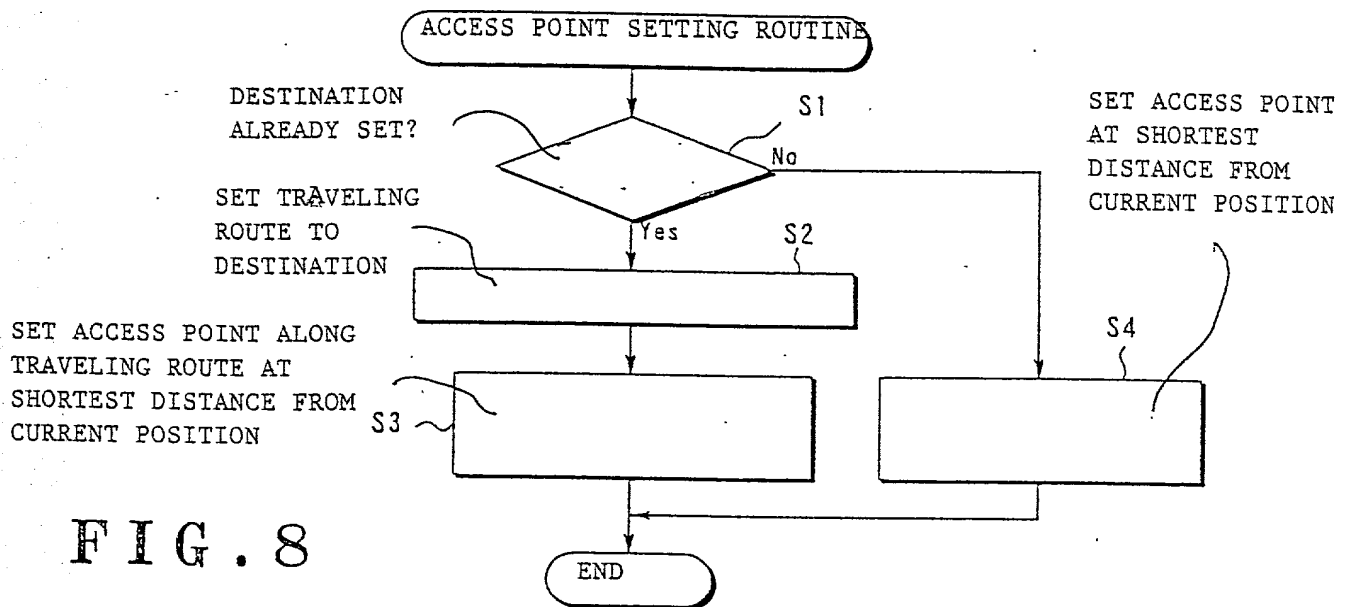 ACCESS POINT SETTING ROUTINE
DESTINATION
ALREADY SET?
S1
No
SET ACCESS POINT
AT SHORTEST
DISTANCE FROM
CURRENT POSITION
SET TRAVELING
ROUTE TO
DESTINATION
Yes
S2
SET ACCESS POINT ALONG
TRAVELING ROUTE AT
SHORTEST DISTANCE FROM
CURRENT POSITION
S3
S4
FIG.8
END